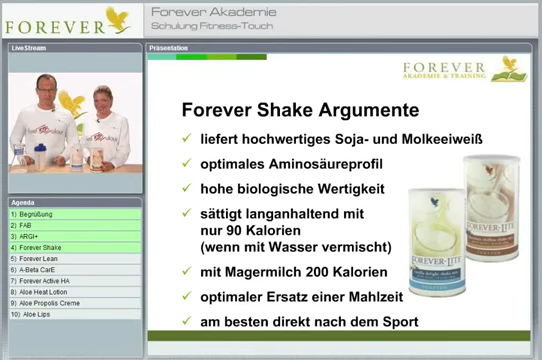 FOREVER
Forever Akademie
Schulung Fitness-Touch
LiveStream
Präsentation
FOREVER
AKADEMIE & TRAINING
Forever Shake Argumente
liefert hochwertiges Soja- und Molkeeiweiß
optimales Aminosäureprofil
hohe biologische Wertigkeit
sättigt langanhaltend mit
nur 90 Kalorien
(wenn mit Wasser vermischt)
mit Magermilch 200 Kalorien
optimaler Ersatz einer Mahlzeit
am besten direkt nach dem Sport
FOREVER LITE
FOREVER LITE
Agenda
1) Begrüßung
2) FAB
3) ARGI+
4) Forever Shake
5) Forever Lean
6) A-Beta CarE
7) Forever Active HA
8) Aloe Heat Lotion
9) Aloe Propolis Creme
10) Aloe Lips